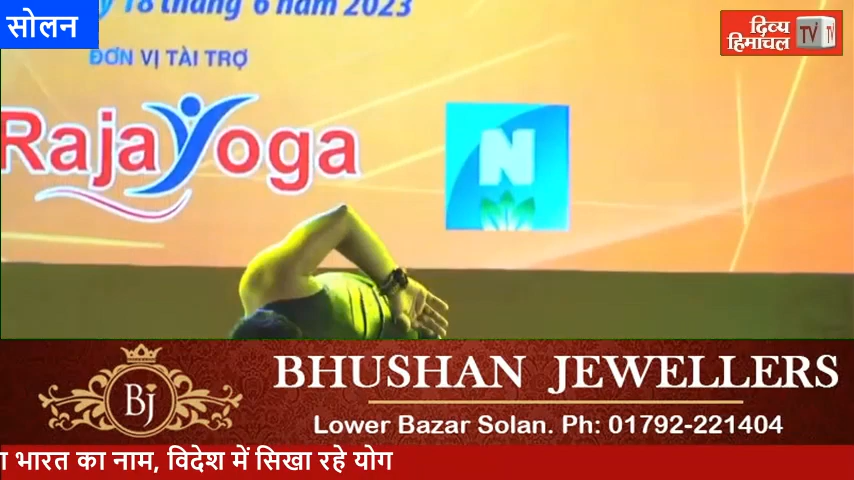 सोलन
18 tháng 6 năm 2023
दिव्य
हिमाचल
TV
TV
ĐƠN VỊ TÀI TRỢ
RajaYoga
N
Bj
BHUSHAN JEWELLERS
Lower Bazar Solan. Ph: 01792-221404
भारत का नाम, विदेश में सिखा रहे योग